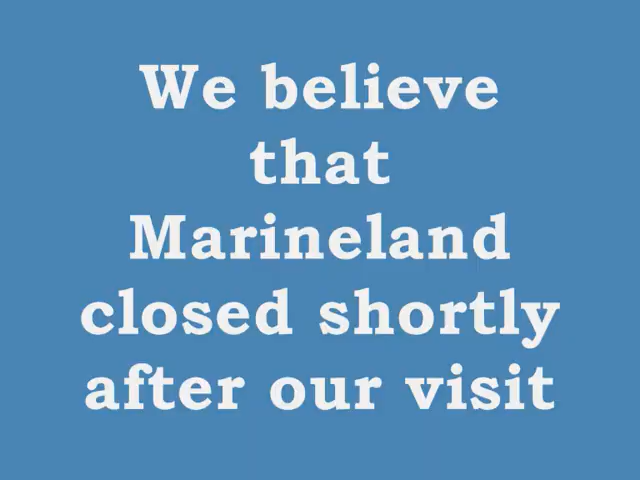 We believe
that
Marineland
closed shortly
after our visit